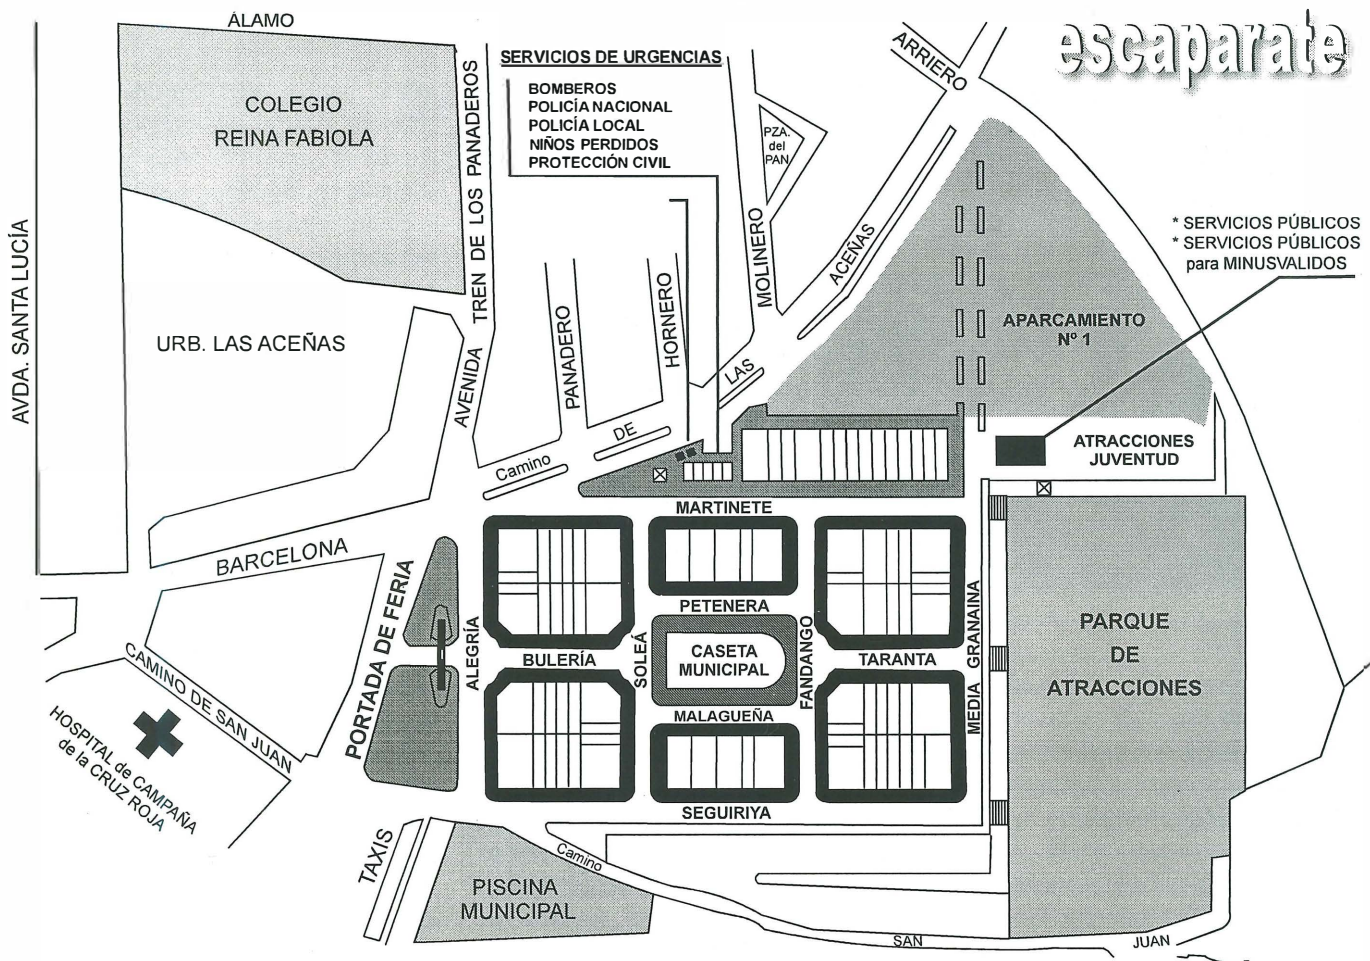 escaparate
ÁLAMO
COLEGIO
REINA FABIOLA
AVDA. SANTA LUCÍA
URB. LAS ACEÑAS
AVENIDA TREN DE LOS PANADEROS
SERVICIOS DE URGENCIAS
BOMBEROS
POLICÍA NACIONAL
POLICÍA LOCAL
NIÑOS PERDIDOS
PROTECCIÓN CIVIL
PZA.
del
PAN
ARRIERO
MOLINERO
HORNERO
PANADERO
Camino DE LAS ACEÑAS
* SERVICIOS PÚBLICOS
* SERVICIOS PÚBLICOS
para MINUSVALIDOS
APARCAMIENTO
Nº 1
ATRACCIONES
JUVENTUD
BARCELONA
PORTADA DE FERIA
ALEGRÍA
MARTINETE
PETENERA
BULERÍA
SOLEÁ
CASETA
MUNICIPAL
FANDANGO
TARANTA
MEDIA GRANAINA
MALAGUEÑA
SEGUIRIYA
PARQUE
DE
ATRACCIONES
CAMINO DE SAN JUAN
HOSPITAL de CAMPAÑA
de la CRUZ ROJA
TAXIS
PISCINA
MUNICIPAL
Camino SAN JUAN